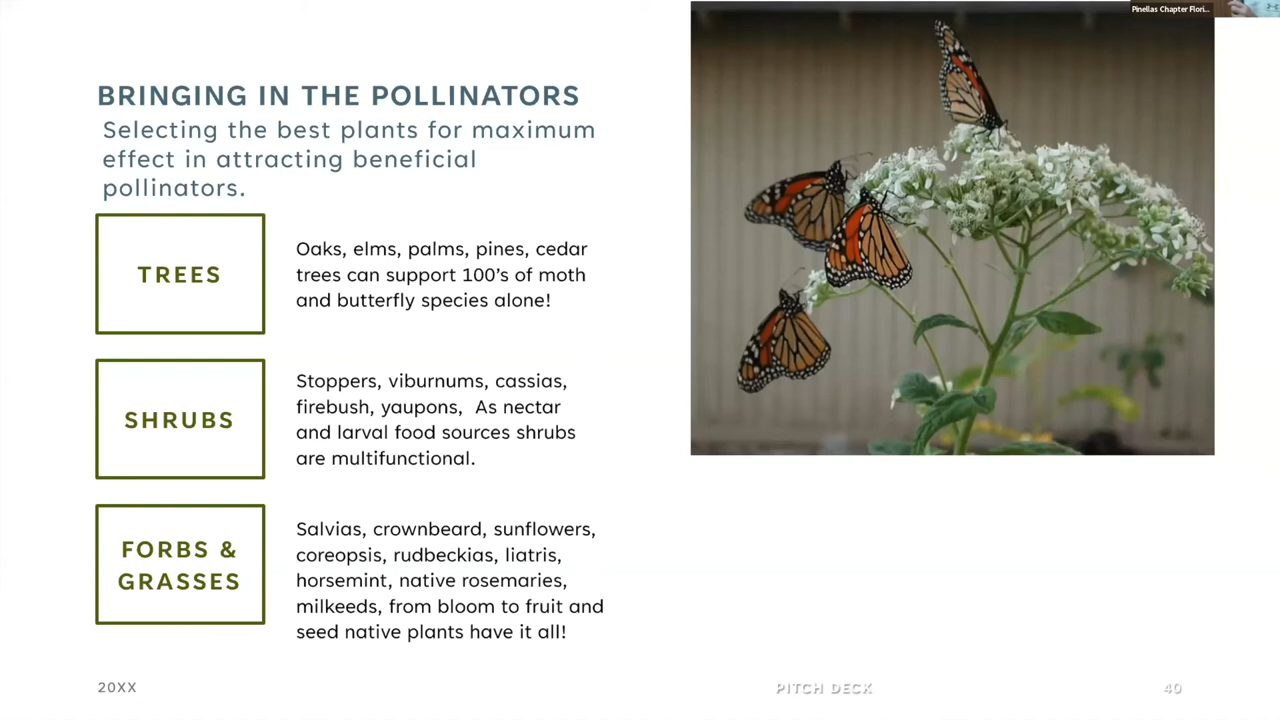 Pinellas Chapter Flori...
BRINGING IN THE POLLINATORS
Selecting the best plants for maximum
effect in attracting beneficial
pollinators.
TREES
Oaks, elms, palms, pines, cedar
trees can support 100’s of moth
and butterfly species alone!
SHRUBS
Stoppers, viburnums, cassias,
firebush, yaupons,  As nectar
and larval food sources shrubs
are multifunctional.
FORBS &
GRASSES
Salvias, crownbeard, sunflowers,
coreopsis, rudbeckias, liatris,
horsemint, native rosemaries,
milkeeds, from bloom to fruit and
seed native plants have it all!
20XX
PITCH DECK
40